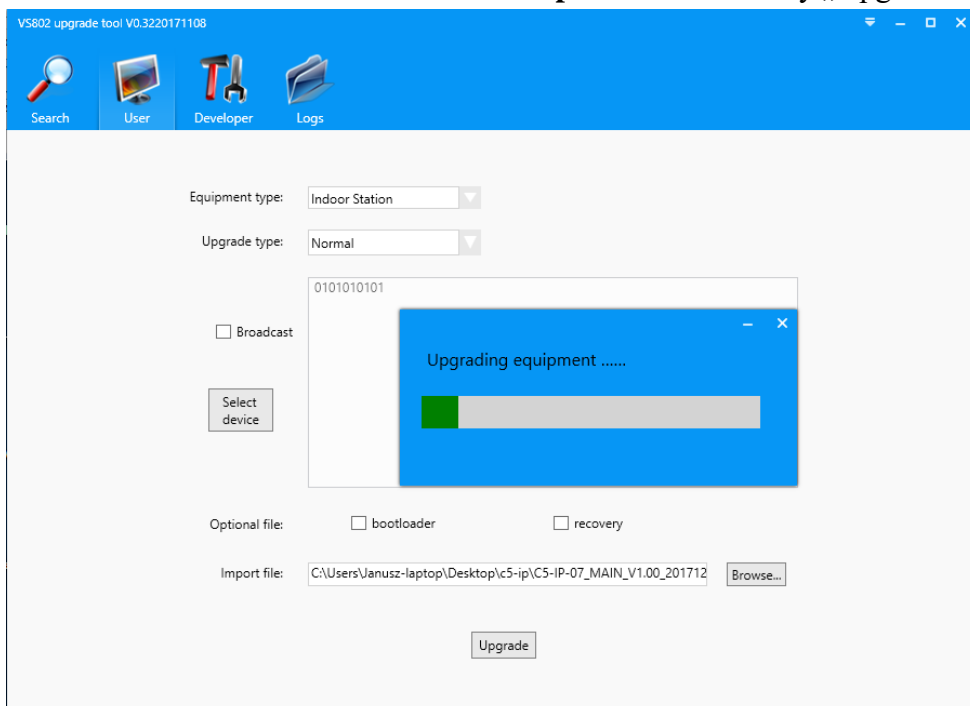 VS802 upgrade tool V0.3220171108
Search
User
Developer
Logs
Equipment type:
Indoor Station
Upgrade type:
Normal
0101010101
Broadcast
Upgrading equipment ......
Select
device
Optional file:
bootloader
recovery
Import file:
C:\Users\Janusz-laptop\Desktop\c5-ip\C5-IP-07_MAIN_V1.00_201712
Browse...
Upgrade